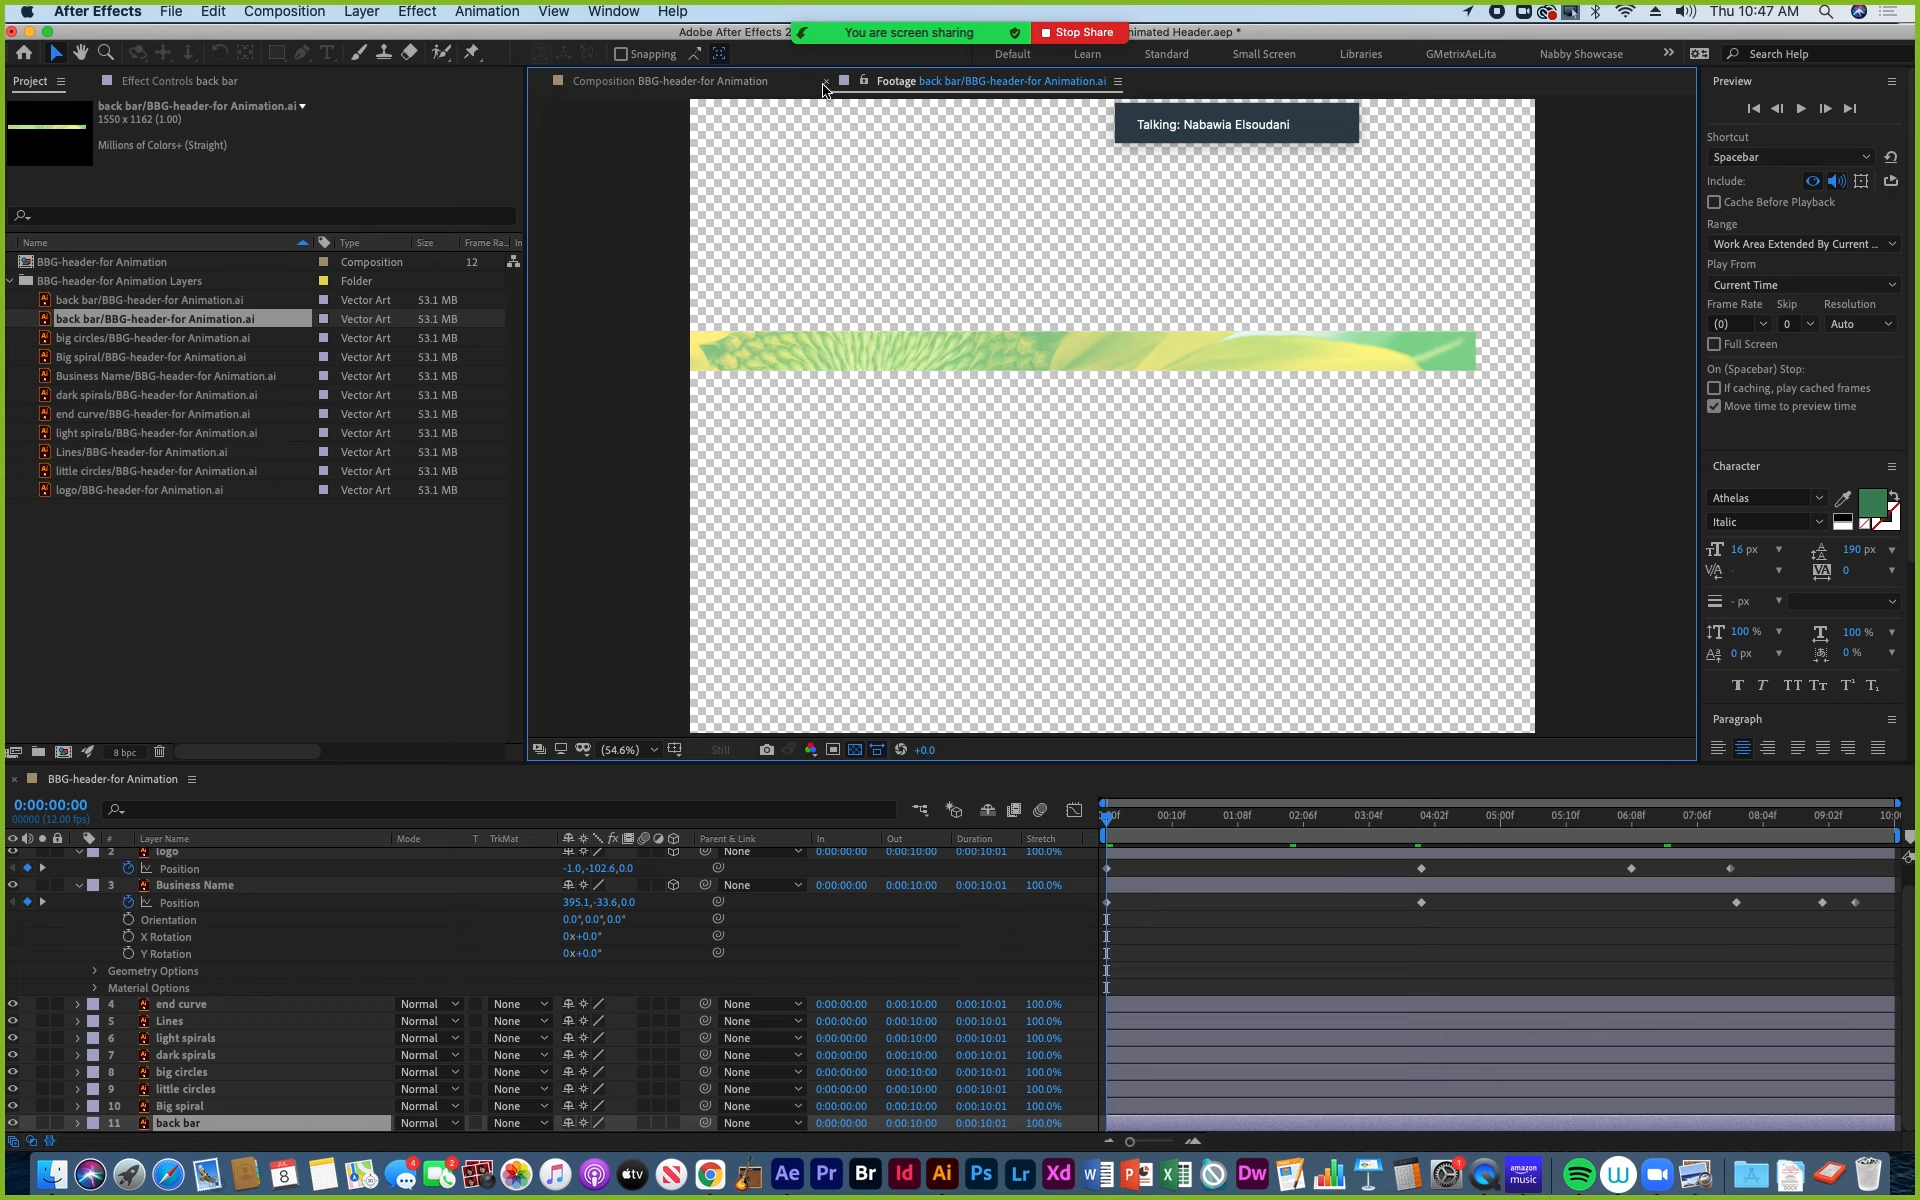 After Effects File Edit Composition Layer Effect Animation View Window Help Thu 10:47 AM
Adobe After Effects 2 You are screen sharing Stop Share nimated Header.aep *
Snapping Default Learn Standard Small Screen Libraries GMetrixAeLita Nabby Showcase Search Help
Project Effect Controls back bar
Composition BBG-header-for Animation Footage back bar/BBG-header-for Animation.ai
Talking: Nabawia Elsoudani
back bar/BBG-header-for Animation.ai
1550 x 1162 (1.00)
Millions of Colors+ (Straight)
Name Type Size Frame Ra... In
BBG-header-for Animation Composition 12
BBG-header-for Animation Layers Folder
back bar/BBG-header-for Animation.ai Vector Art 53.1 MB
back bar/BBG-header-for Animation.ai Vector Art 53.1 MB
big circles/BBG-header-for Animation.ai Vector Art 53.1 MB
Big spiral/BBG-header-for Animation.ai Vector Art 53.1 MB
Business Name/BBG-header-for Animation.ai Vector Art 53.1 MB
dark spirals/BBG-header-for Animation.ai Vector Art 53.1 MB
end curve/BBG-header-for Animation.ai Vector Art 53.1 MB
light spirals/BBG-header-for Animation.ai Vector Art 53.1 MB
Lines/BBG-header-for Animation.ai Vector Art 53.1 MB
little circles/BBG-header-for Animation.ai Vector Art 53.1 MB
logo/BBG-header-for Animation.ai Vector Art 53.1 MB
8 bpc
(54.6%) Still +0.0
Preview
Shortcut
Spacebar
Include:
Cache Before Playback
Range
Work Area Extended By Current ...
Play From
Current Time
Frame Rate Skip Resolution
(0) 0 Auto
Full Screen
On (Spacebar) Stop:
If caching, play cached frames
Move time to preview time
Character
Athelas
Italic
16 px 190 px
- 0
- px
100 % 100 %
0 px 0 %
T T TT Tt T¹ T₁
Paragraph
BBG-header-for Animation
0:00:00:00
00000 (12.00 fps)
00f 00:10f 01:08f 02:06f 03:04f 04:02f 05:00f 05:10f 06:08f 07:06f 08:04f 09:02f 10:00
# Layer Name Mode T TrkMat Parent & Link In Out Duration Stretch
2 logo None 0:00:00:00 0:00:10:00 0:00:10:01 100.0%
Position -1.0,-102.6,0.0
3 Business Name None 0:00:00:00 0:00:10:00 0:00:10:01 100.0%
Position 395.1,-33.6,0.0
Orientation 0.0°,0.0°,0.0°
X Rotation 0x+0.0°
Y Rotation 0x+0.0°
Geometry Options
Material Options
4 end curve Normal None None 0:00:00:00 0:00:10:00 0:00:10:01 100.0%
5 Lines Normal None None 0:00:00:00 0:00:10:00 0:00:10:01 100.0%
6 light spirals Normal None None 0:00:00:00 0:00:10:00 0:00:10:01 100.0%
7 dark spirals Normal None None 0:00:00:00 0:00:10:00 0:00:10:01 100.0%
8 big circles Normal None None 0:00:00:00 0:00:10:00 0:00:10:01 100.0%
9 little circles Normal None None 0:00:00:00 0:00:10:00 0:00:10:01 100.0%
10 Big spiral Normal None None 0:00:00:00 0:00:10:00 0:00:10:01 100.0%
11 back bar Normal None None 0:00:00:00 0:00:10:00 0:00:10:01 100.0%
8 4 2 tv Ae Pr Br Id Ai Ps Lr Xd W P X Dw 1 amazon music W